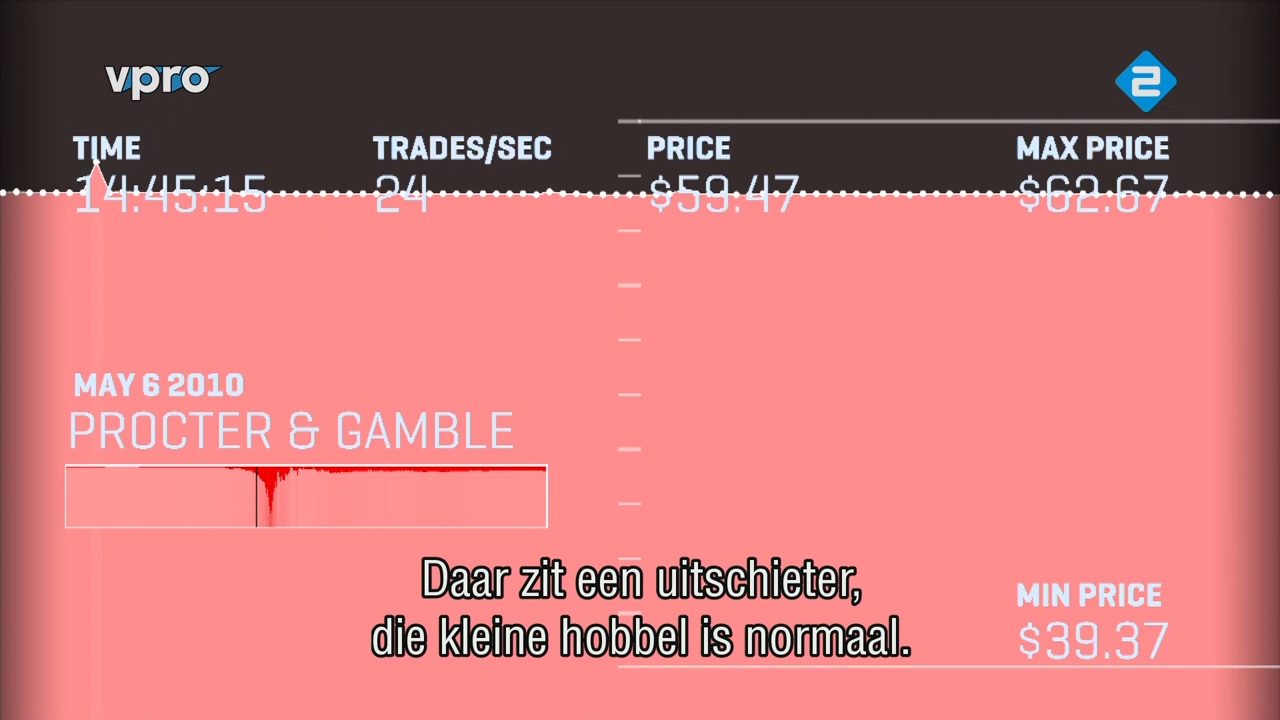 vpro
2
TIME TRADES/SEC PRICE MAX PRICE
14:45:15 24 $59.47 $62.67
MAY 6 2010
PROCTER & GAMBLE
Daar zit een uitschieter,
die kleine hobbel is normaal.
MIN PRICE
$39.37